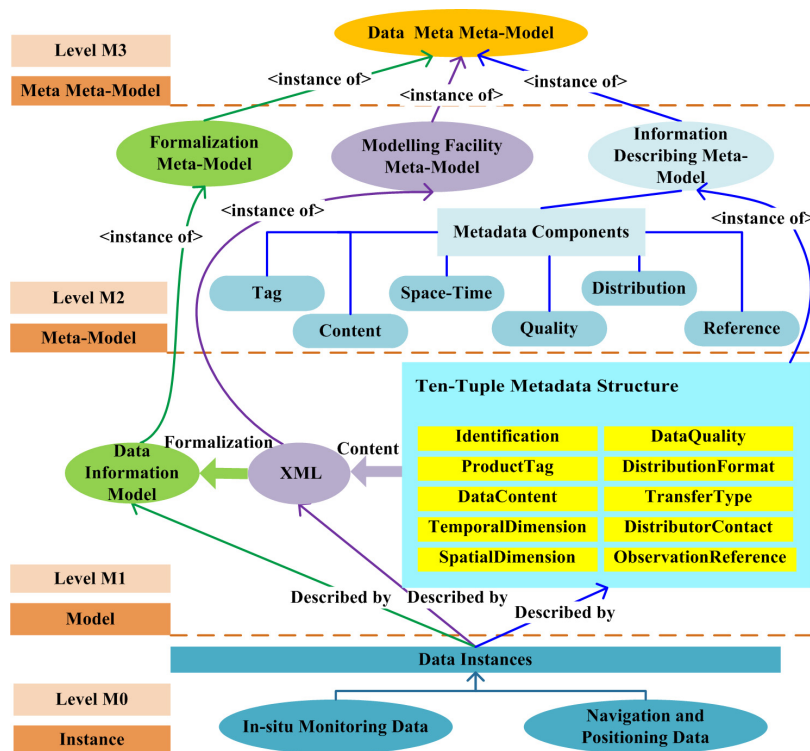 Data Meta Meta-Model
Level M3
Meta Meta-Model
<instance of>
<instance of>
<instance of>
Formalization
Meta-Model
Modelling Facility
Meta-Model
Information
Describing Meta-
Model
<instance of>
<instance of>
<instance of>
Metadata Components
Tag
Space-Time
Distribution
Content
Quality
Reference
Level M2
Meta-Model
Ten-Tuple Metadata Structure
Identification
DataQuality
ProductTag
DistributionFormat
DataContent
TransferType
TemporalDimension
DistributorContact
SpatialDimension
ObservationReference
Formalization
Content
Data
Information
Model
XML
Level M1
Model
Described by
Described by
Described by
Data Instances
Level M0
Instance
In-situ Monitoring Data
Navigation and
Positioning Data